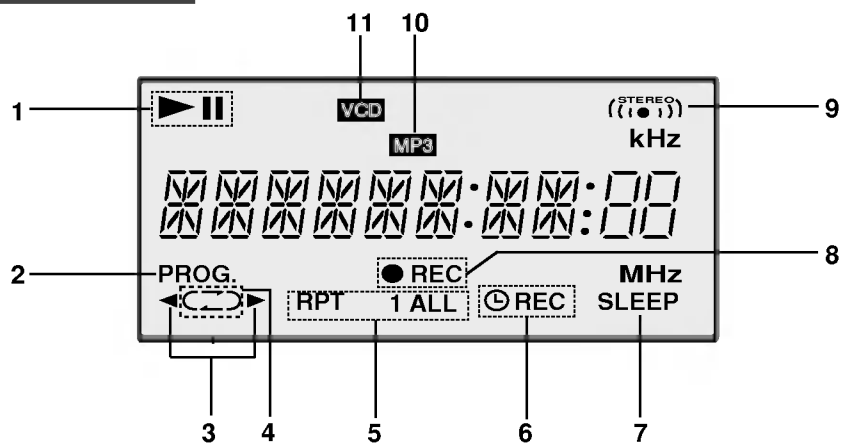 11 10
1 VCD STEREO 9
MP3 kHz
8
2 PROG. REC MHz
RPT 1 ALL REC SLEEP
3 4 5 6 7